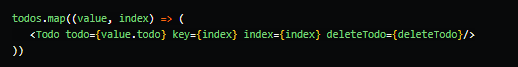 todos.map((value, index) => (
<Todo todo={value.todo} key={index} index={index} deleteTodo={deleteTodo}/>
))